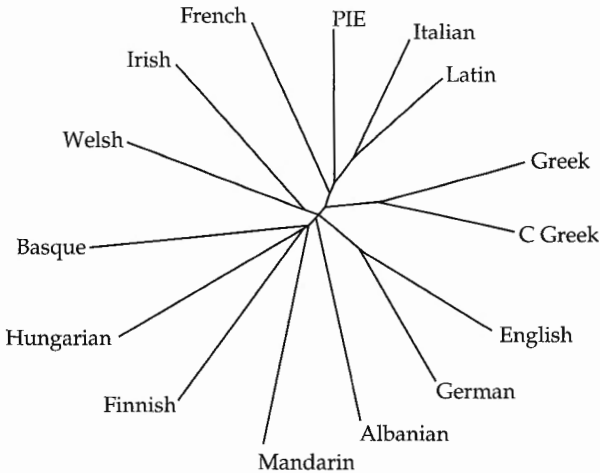 French
PIE
Italian
Irish
Latin
Welsh
Greek
C Greek
Basque
English
Hungarian
German
Finnish
Albanian
Mandarin